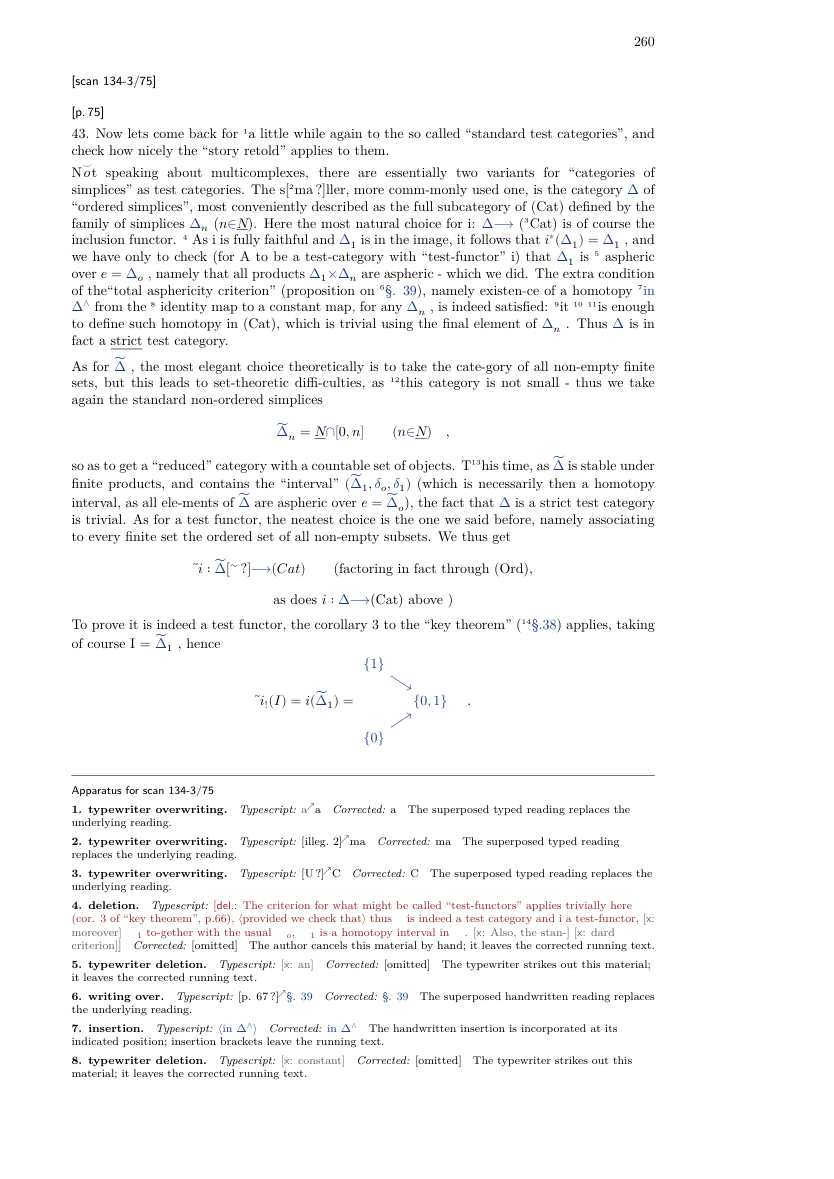 260
[scan 134-3/75]
[p. 75]
43. Now lets come back for ¹a little while again to the so called “standard test categories”, and
check how nicely the “story retold” applies to them.
Not speaking about multicomplexes, there are essentially two variants for “categories of
simplices” as test categories. The s[²ma ?]ller, more comm-monly used one, is the category Δ of
“ordered simplices”, most conveniently described as the full subcategory of (Cat) defined by the
family of simplices Δₙ (n∈N). Here the most natural choice for i: Δ⟶ (³Cat) is of course the
inclusion functor. ⁴ As i is fully faithful and Δ₁ is in the image, it follows that i*(Δ₁) = Δ₁ , and
we have only to check (for A to be a test-category with “test-functor” i) that Δ₁ is ⁵ aspheric
over e = Δₒ , namely that all products Δ₁×Δₙ are aspheric - which we did. The extra condition
of the“total asphericity criterion” (proposition on ⁶§. 39), namely existen-ce of a homotopy ⁷in
Δ^ from the ⁸ identity map to a constant map, for any Δₙ , is indeed satisfied: ⁹it ¹⁰ ¹¹is enough
to define such homotopy in (Cat), which is trivial using the final element of Δₙ . Thus Δ is in
fact a strict test category.
As for Δ̃ , the most elegant choice theoretically is to take the cate-gory of all non-empty finite
sets, but this leads to set-theoretic diffi-culties, as ¹²this category is not small - thus we take
again the standard non-ordered simplices
Δ̃ₙ = N∩[0, n] (n∈N) ,
so as to get a “reduced” category with a countable set of objects. T¹³his time, as Δ̃ is stable under
finite products, and contains the “interval” (Δ̃₁, δₒ, δ₁) (which is necessarily then a homotopy
interval, as all ele-ments of Δ̃ are aspheric over e = Δ̃ₒ), the fact that Δ is a strict test category
is trivial. As for a test functor, the neatest choice is the one we said before, namely associating
to every finite set the ordered set of all non-empty subsets. We thus get
˜i : Δ̃[~ ?]⟶(Cat) (factoring in fact through (Ord),
as does i : Δ⟶(Cat) above )
To prove it is indeed a test functor, the corollary 3 to the “key theorem” (¹⁴§.38) applies, taking
of course I = Δ̃₁ , hence
{1}
˜i!(I) = i(Δ̃₁) = ↘ ↗ {0, 1} .
{0}
Apparatus for scan 134-3/75
1. typewriter overwriting. Typescript: a↗a Corrected: a The superposed typed reading replaces the
underlying reading.
2. typewriter overwriting. Typescript: [illeg. 2]↗ma Corrected: ma The superposed typed reading
replaces the underlying reading.
3. typewriter overwriting. Typescript: [U ?]↗C Corrected: C The superposed typed reading replaces the
underlying reading.
4. deletion. Typescript: [del.: The criterion for what might be called “test-functors” applies trivially here
(cor. 3 of “key theorem”, p.66), ⟨provided we check that⟩ thus is indeed a test category and i a test-functor, [x:
moreover] ₁ to-gether with the usual ₒ, ₁ is a homotopy interval in . [x: Also, the stan-] [x: dard
criterion]] Corrected: [omitted] The author cancels this material by hand; it leaves the corrected running text.
5. typewriter deletion. Typescript: [x: an] Corrected: [omitted] The typewriter strikes out this material;
it leaves the corrected running text.
6. writing over. Typescript: [p. 67 ?]↗§. 39 Corrected: §. 39 The superposed handwritten reading replaces
the underlying reading.
7. insertion. Typescript: ⟨in Δ^⟩ Corrected: in Δ^ The handwritten insertion is incorporated at its
indicated position; insertion brackets leave the running text.
8. typewriter deletion. Typescript: [x: constant] Corrected: [omitted] The typewriter strikes out this
material; it leaves the corrected running text.